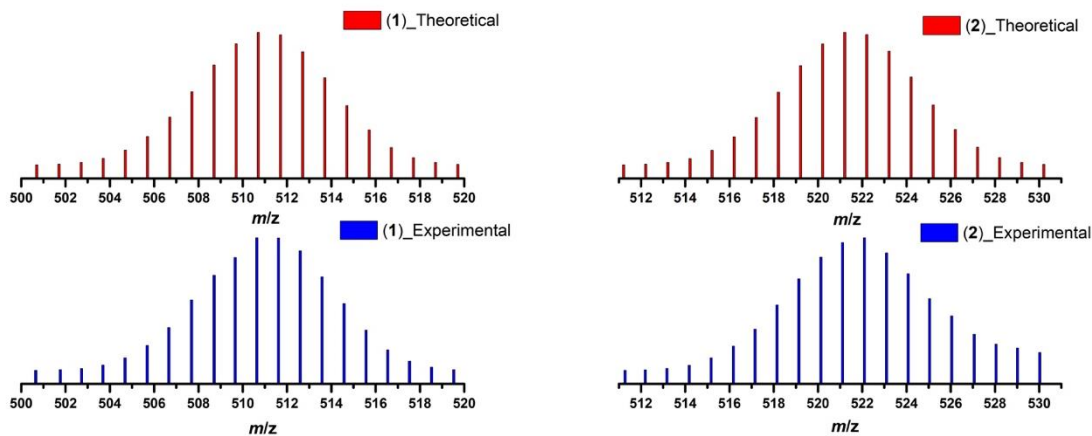 (1)_Theoretical
500 502 504 506 508 510 512 514 516 518 520
m/z
(2)_Theoretical
512 514 516 518 520 522 524 526 528 530
m/z
(1)_Experimental
500 502 504 506 508 510 512 514 516 518 520
m/z
(2)_Experimental
512 514 516 518 520 522 524 526 528 530
m/z